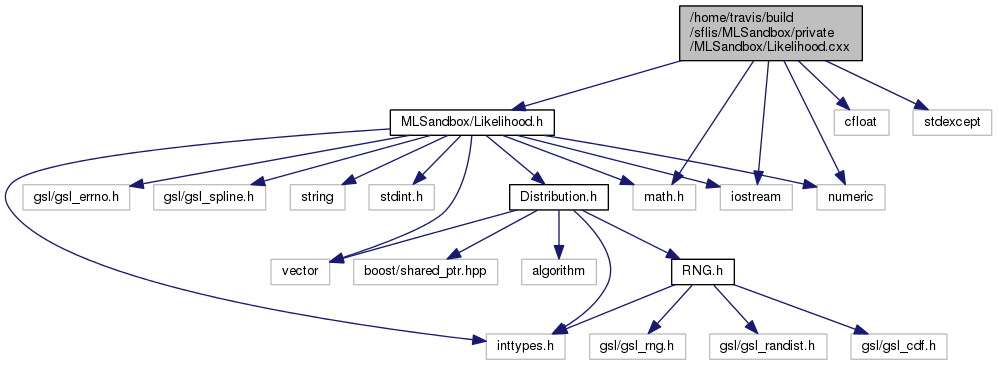 /home/travis/build
/sflis/MLSandbox/private
/MLSandbox/Likelihood.cxx
MLSandbox/Likelihood.h
cfloat
stdexcept
gsl/gsl_errno.h
gsl/gsl_spline.h
string
stdint.h
Distribution.h
math.h
iostream
numeric
vector
boost/shared_ptr.hpp
algorithm
RNG.h
inttypes.h
gsl/gsl_rng.h
gsl/gsl_randist.h
gsl/gsl_cdf.h